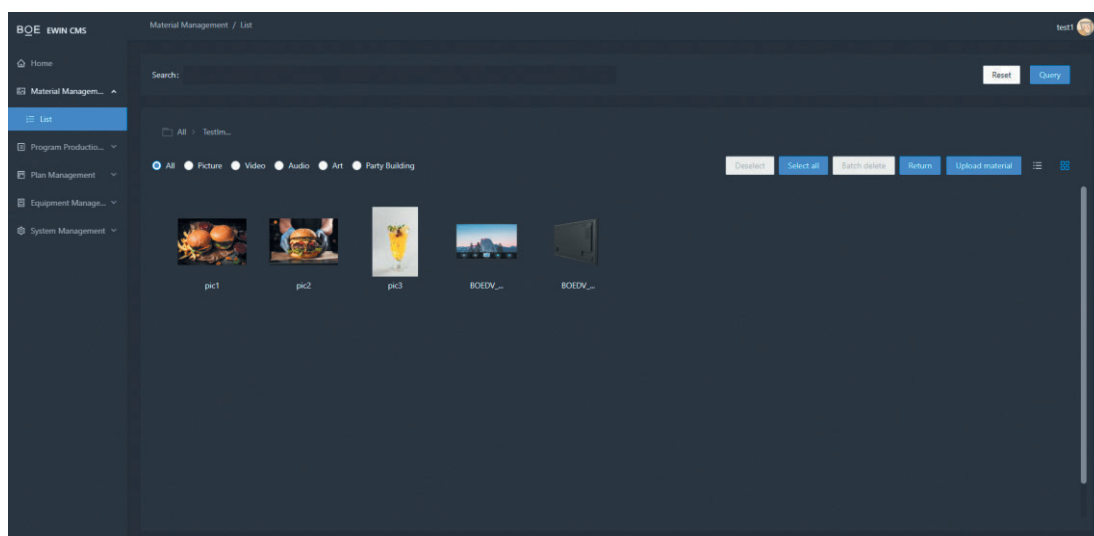 BOE EWIN CMS
Material Management / List
test1
Home
Material Managem...
List
Program Productio...
Plan Management
Equipment Manage...
System Management
Search:
Reset
Query
All > TestIm...
All Picture Video Audio Art Party Building
Deselect Select all Batch delete Return Upload material
pic1 pic2 pic3 BOEDV_... BOEDV_...